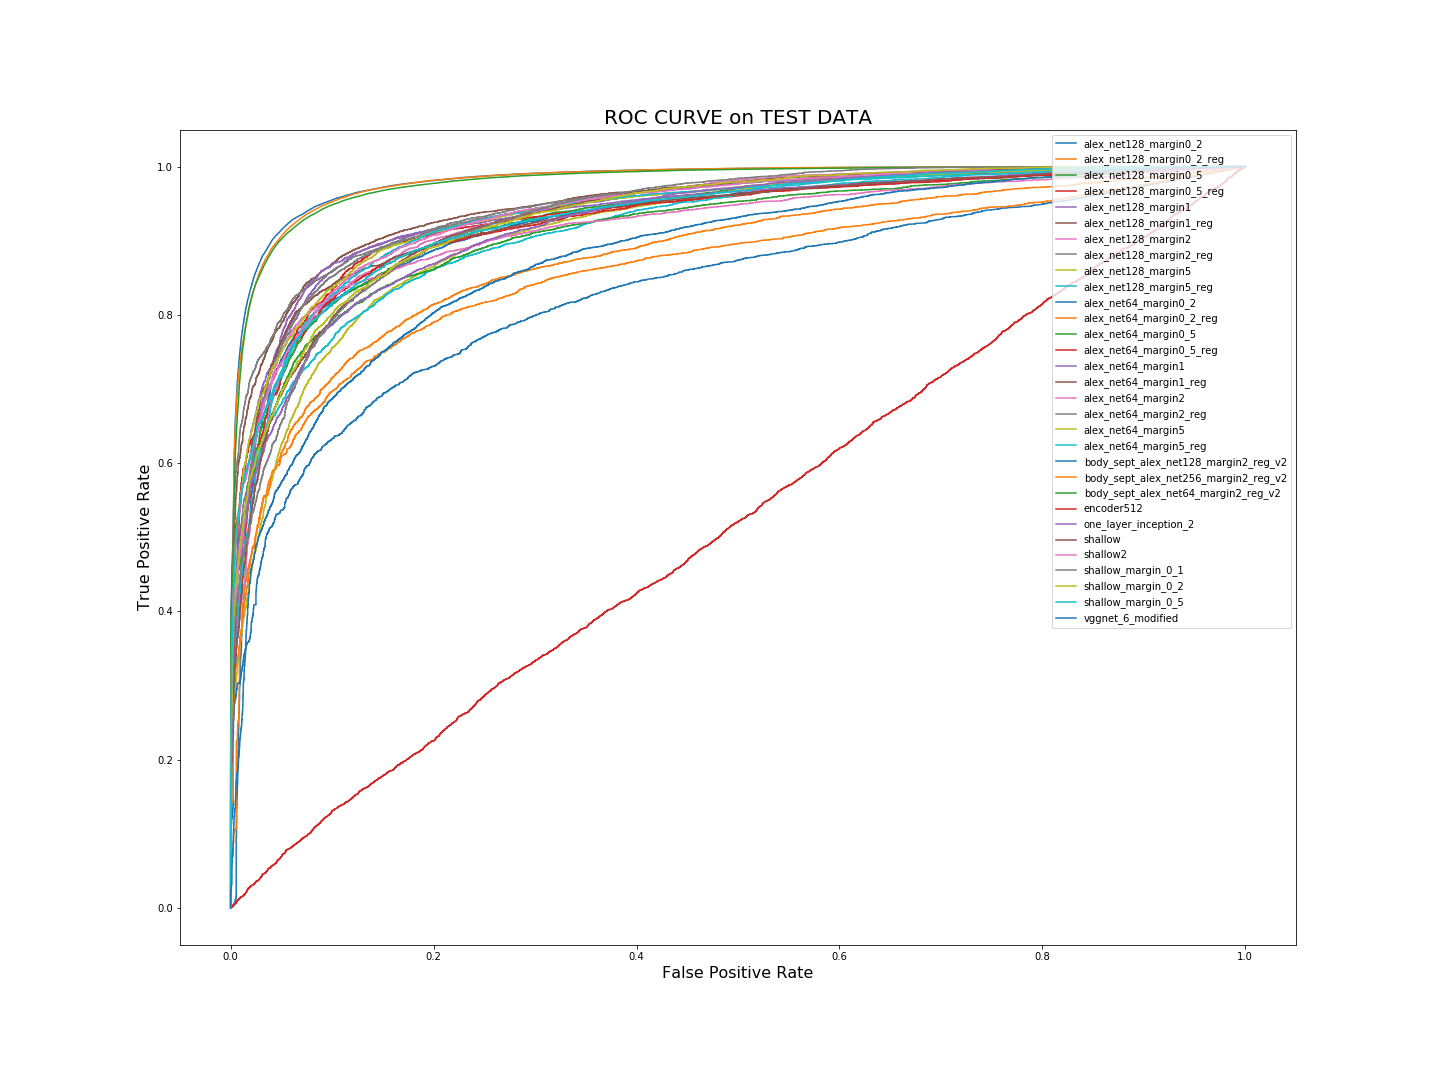 ROC CURVE on TEST DATA
alex_net128_margin0_2
alex_net128_margin0_2_reg
alex_net128_margin0_5
alex_net128_margin0_5_reg
alex_net128_margin1
alex_net128_margin1_reg
alex_net128_margin2
alex_net128_margin2_reg
alex_net128_margin5
alex_net128_margin5_reg
alex_net64_margin0_2
alex_net64_margin0_2_reg
alex_net64_margin0_5
alex_net64_margin0_5_reg
alex_net64_margin1
alex_net64_margin1_reg
alex_net64_margin2
alex_net64_margin2_reg
alex_net64_margin5
alex_net64_margin5_reg
body_sept_alex_net128_margin2_reg_v2
body_sept_alex_net256_margin2_reg_v2
body_sept_alex_net64_margin2_reg_v2
encoder512
one_layer_inception_2
shallow
shallow2
shallow_margin_0_1
shallow_margin_0_2
shallow_margin_0_5
vggnet_6_modified
True Positive Rate
1.0
0.8
0.6
0.4
0.2
0.0
0.0 0.2 0.4 0.6 0.8 1.0
False Positive Rate